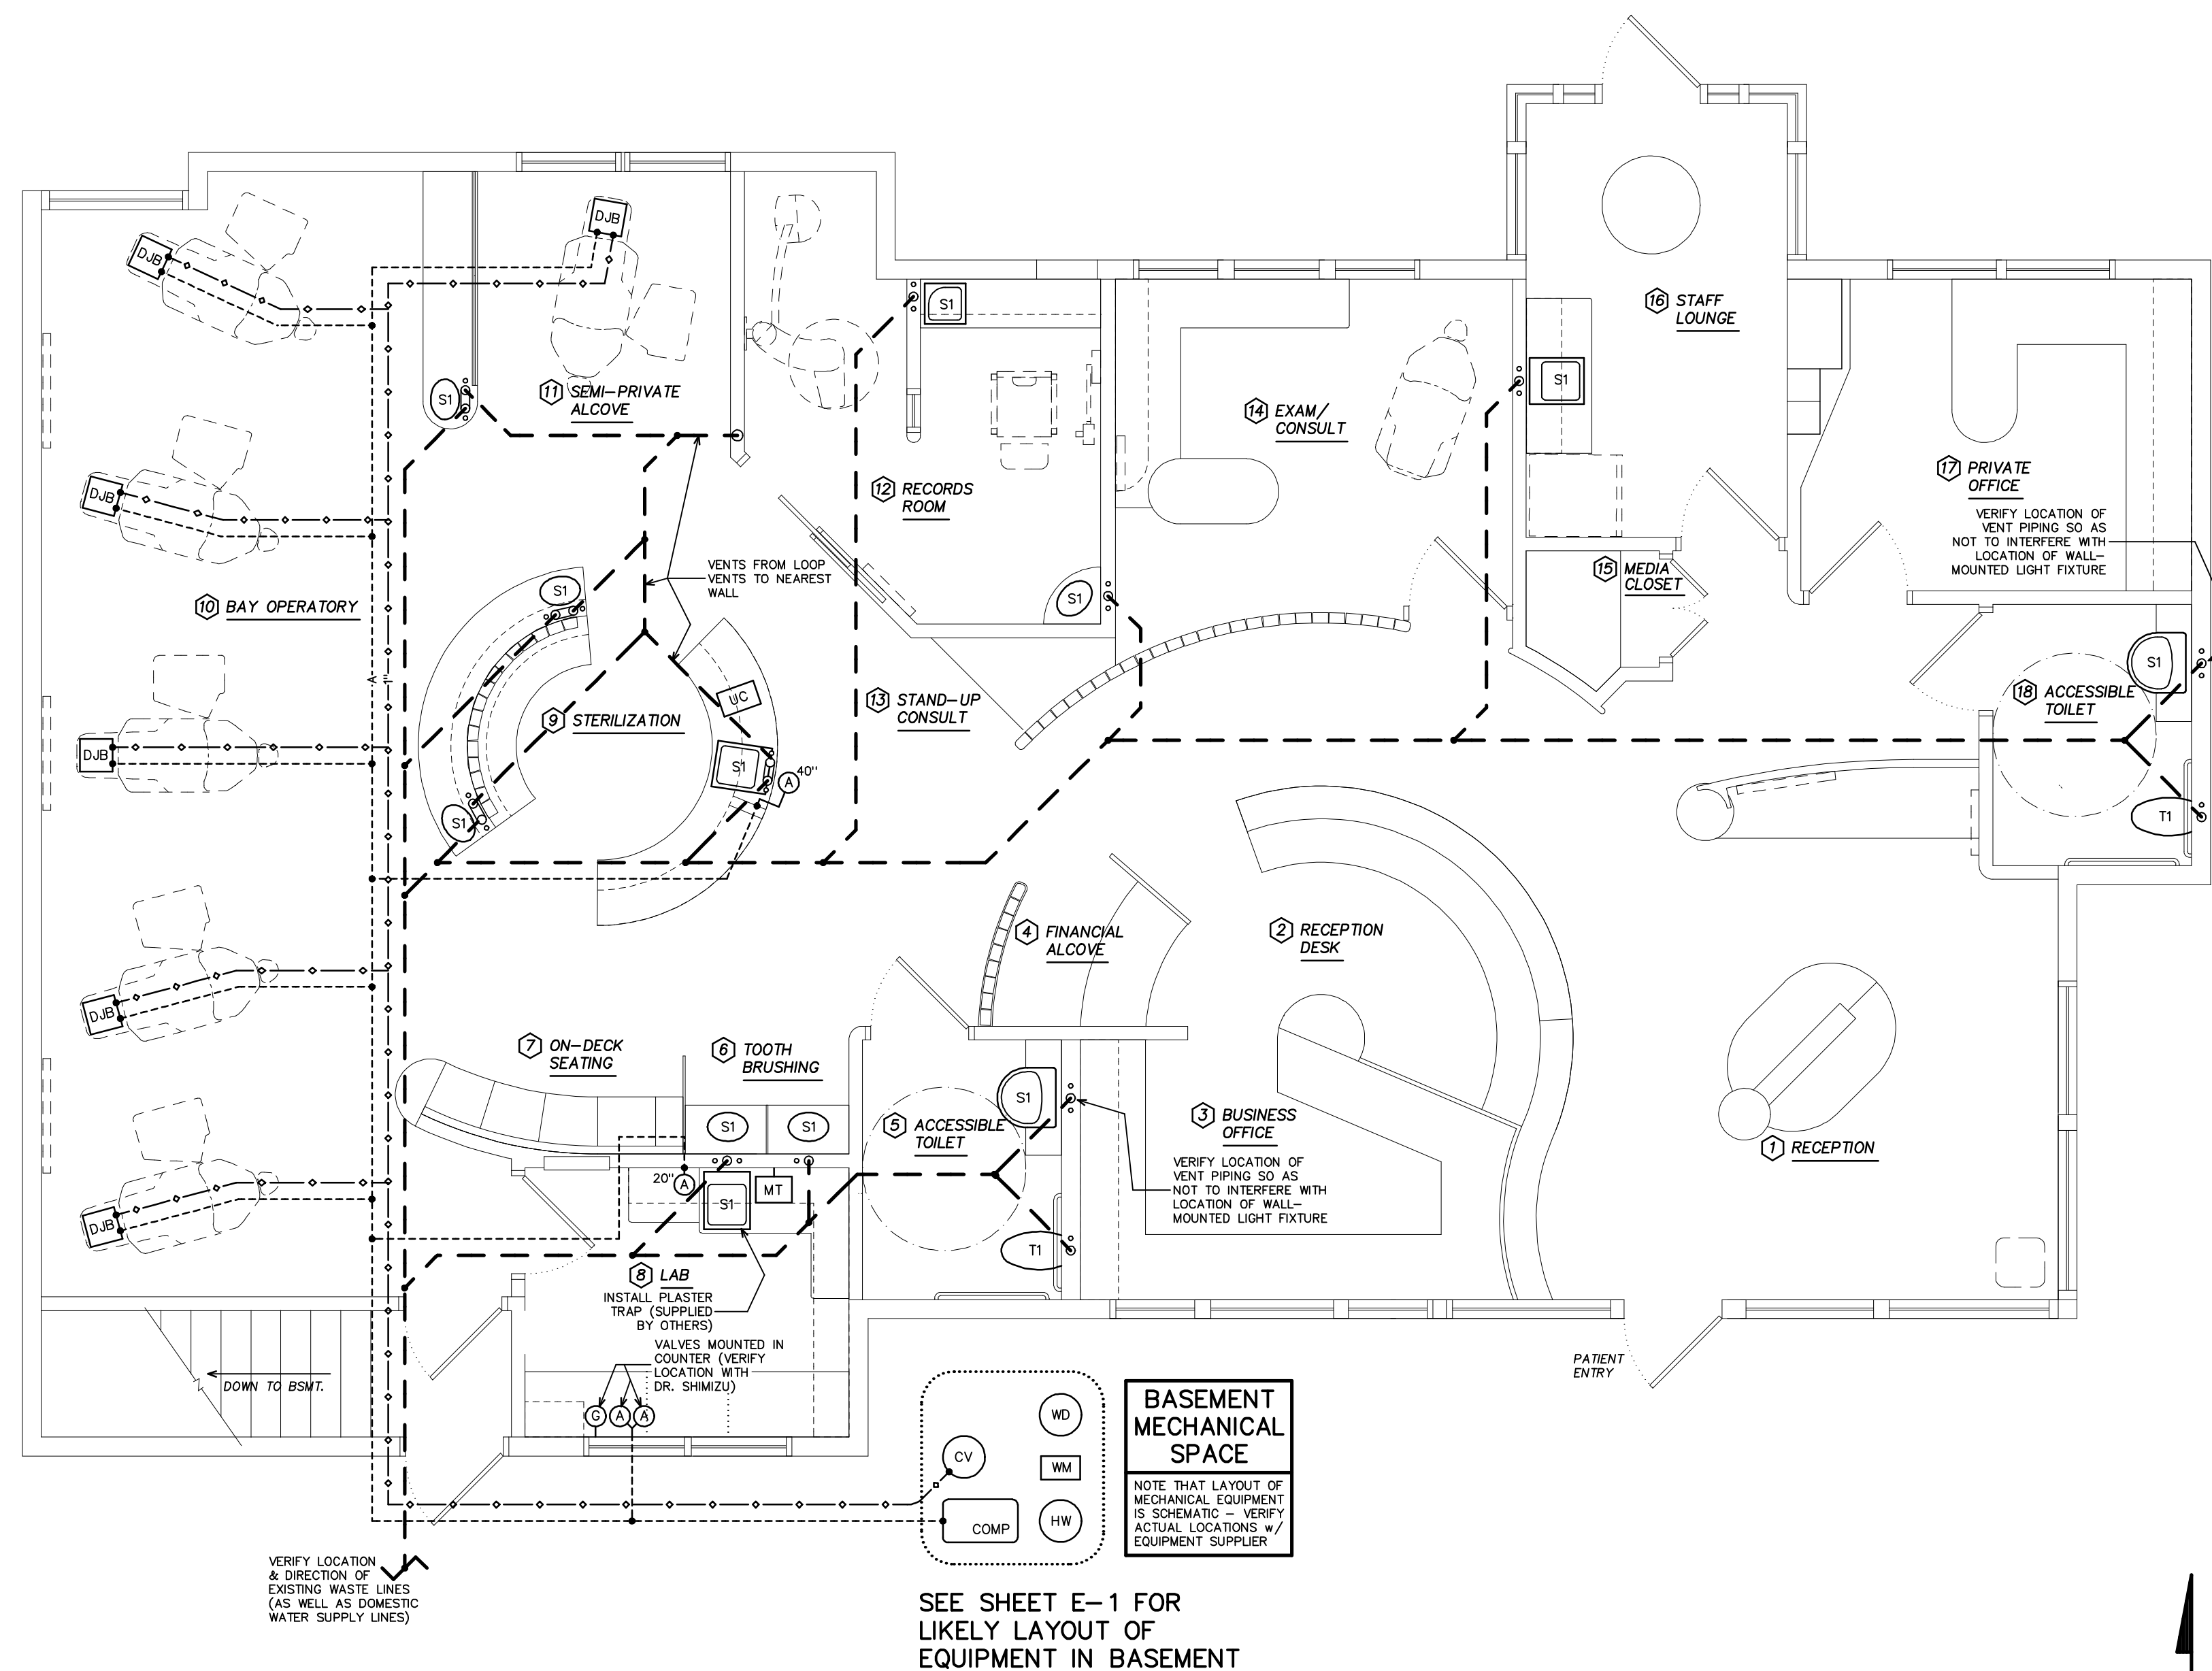 DJB
DJB
S1
16 STAFF
LOUNGE
S1
S1
11 SEMI-PRIVATE
ALCOVE
S1
14 EXAM/
CONSULT
17 PRIVATE
OFFICE
VERIFY LOCATION OF
VENT PIPING SO AS
NOT TO INTERFERE WITH
LOCATION OF WALL-
MOUNTED LIGHT FIXTURE
12 RECORDS
ROOM
DJB
VENTS FROM LOOP
VENTS TO NEAREST
WALL
15 MEDIA
CLOSET
S1
S1
10 BAY OPERATORY
S1
A
18 ACCESSIBLE
TOILET
UC
13 STAND-UP
CONSULT
9 STERILIZATION
DJB
S1
40"
A
S1
T1
4 FINANCIAL
ALCOVE
2 RECEPTION
DESK
DJB
7 ON-DECK
SEATING
6 TOOTH
BRUSHING
S1
S1
S1
5 ACCESSIBLE
TOILET
3 BUSINESS
OFFICE
1 RECEPTION
VERIFY LOCATION OF
VENT PIPING SO AS
NOT TO INTERFERE WITH
LOCATION OF WALL-
MOUNTED LIGHT FIXTURE
20"
A
S1
MT
DJB
T1
8 LAB
INSTALL PLASTER
TRAP (SUPPLIED
BY OTHERS)
VALVES MOUNTED IN
COUNTER (VERIFY
LOCATION WITH
DR. SHIMIZU)
G A A
DOWN TO BSMT.
PATIENT
ENTRY
WD
CV
WM
COMP
HW
BASEMENT
MECHANICAL
SPACE
NOTE THAT LAYOUT OF
MECHANICAL EQUIPMENT
IS SCHEMATIC - VERIFY
ACTUAL LOCATIONS w/
EQUIPMENT SUPPLIER
VERIFY LOCATION
& DIRECTION OF
EXISTING WASTE LINES
(AS WELL AS DOMESTIC
WATER SUPPLY LINES)
SEE SHEET E-1 FOR
LIKELY LAYOUT OF
EQUIPMENT IN BASEMENT